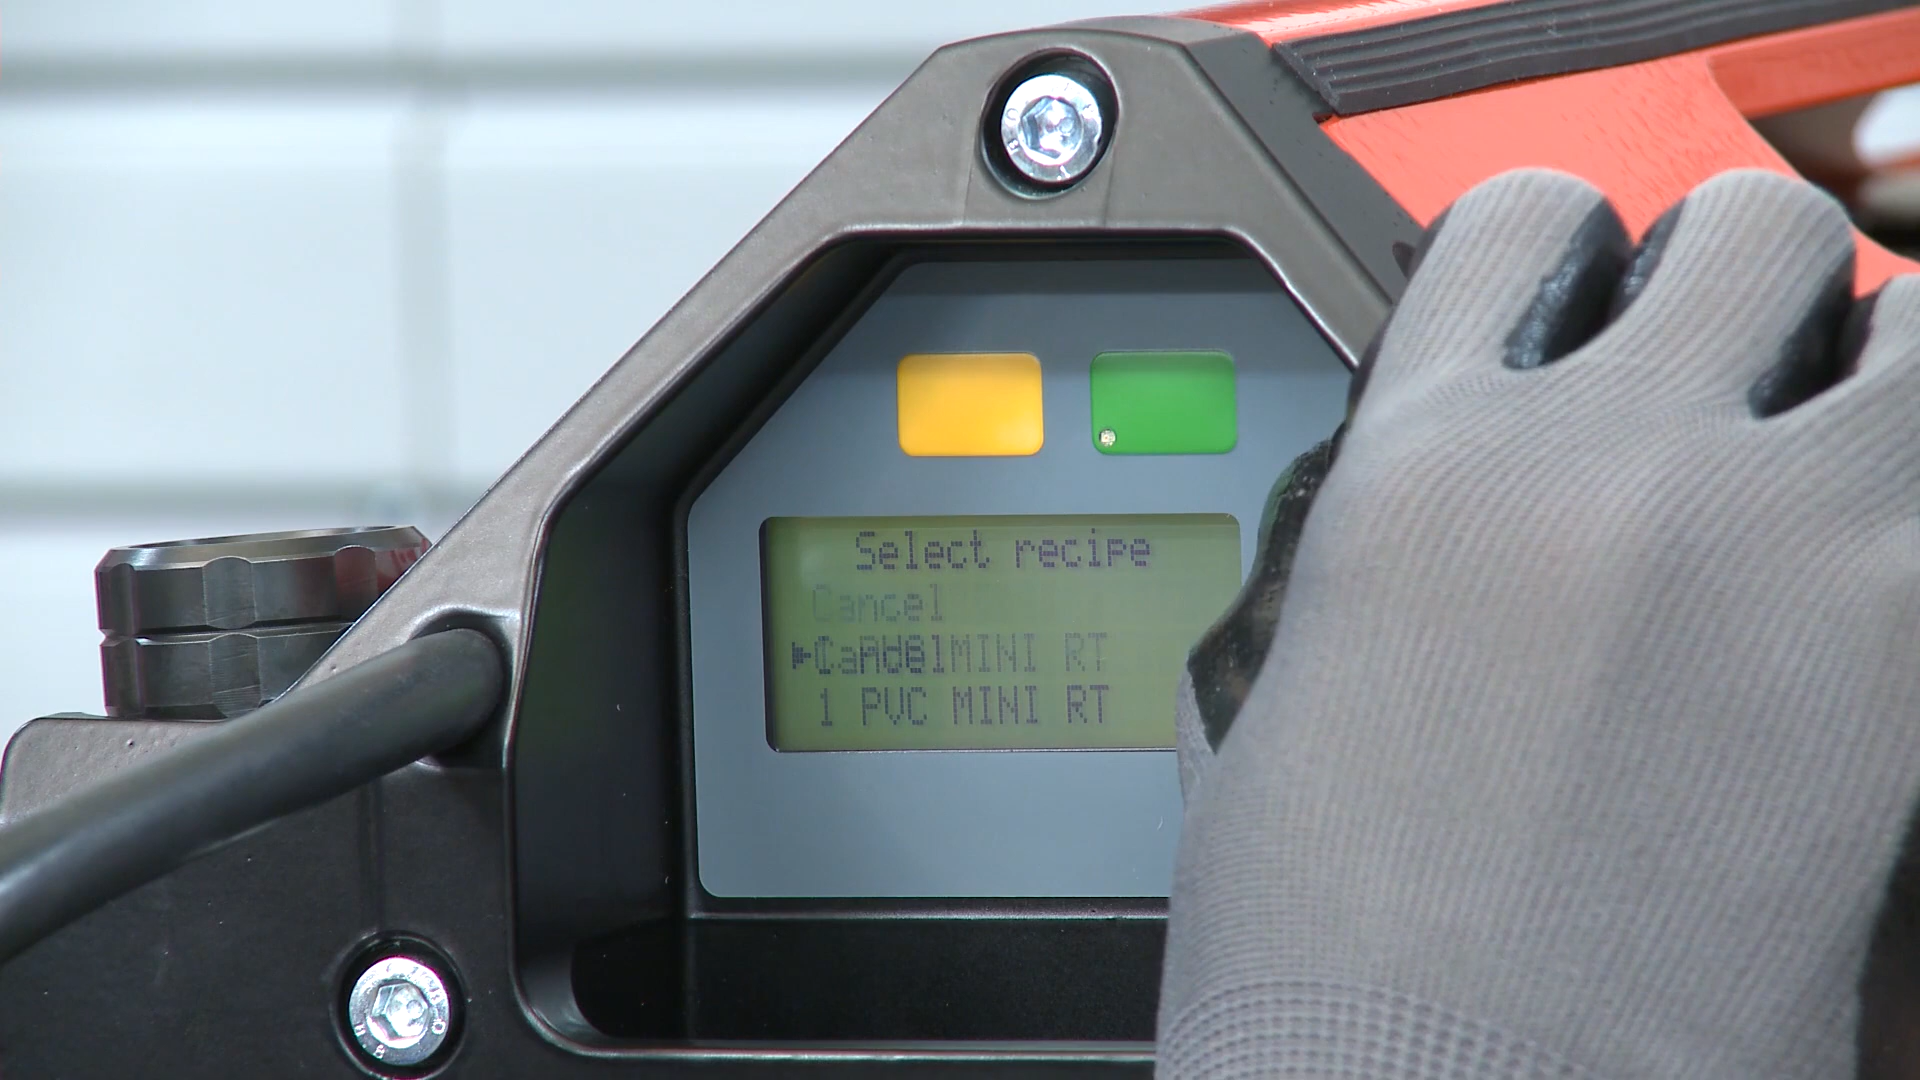 Select recipe
Cancel
MINI RT
1 PVC MINI RT